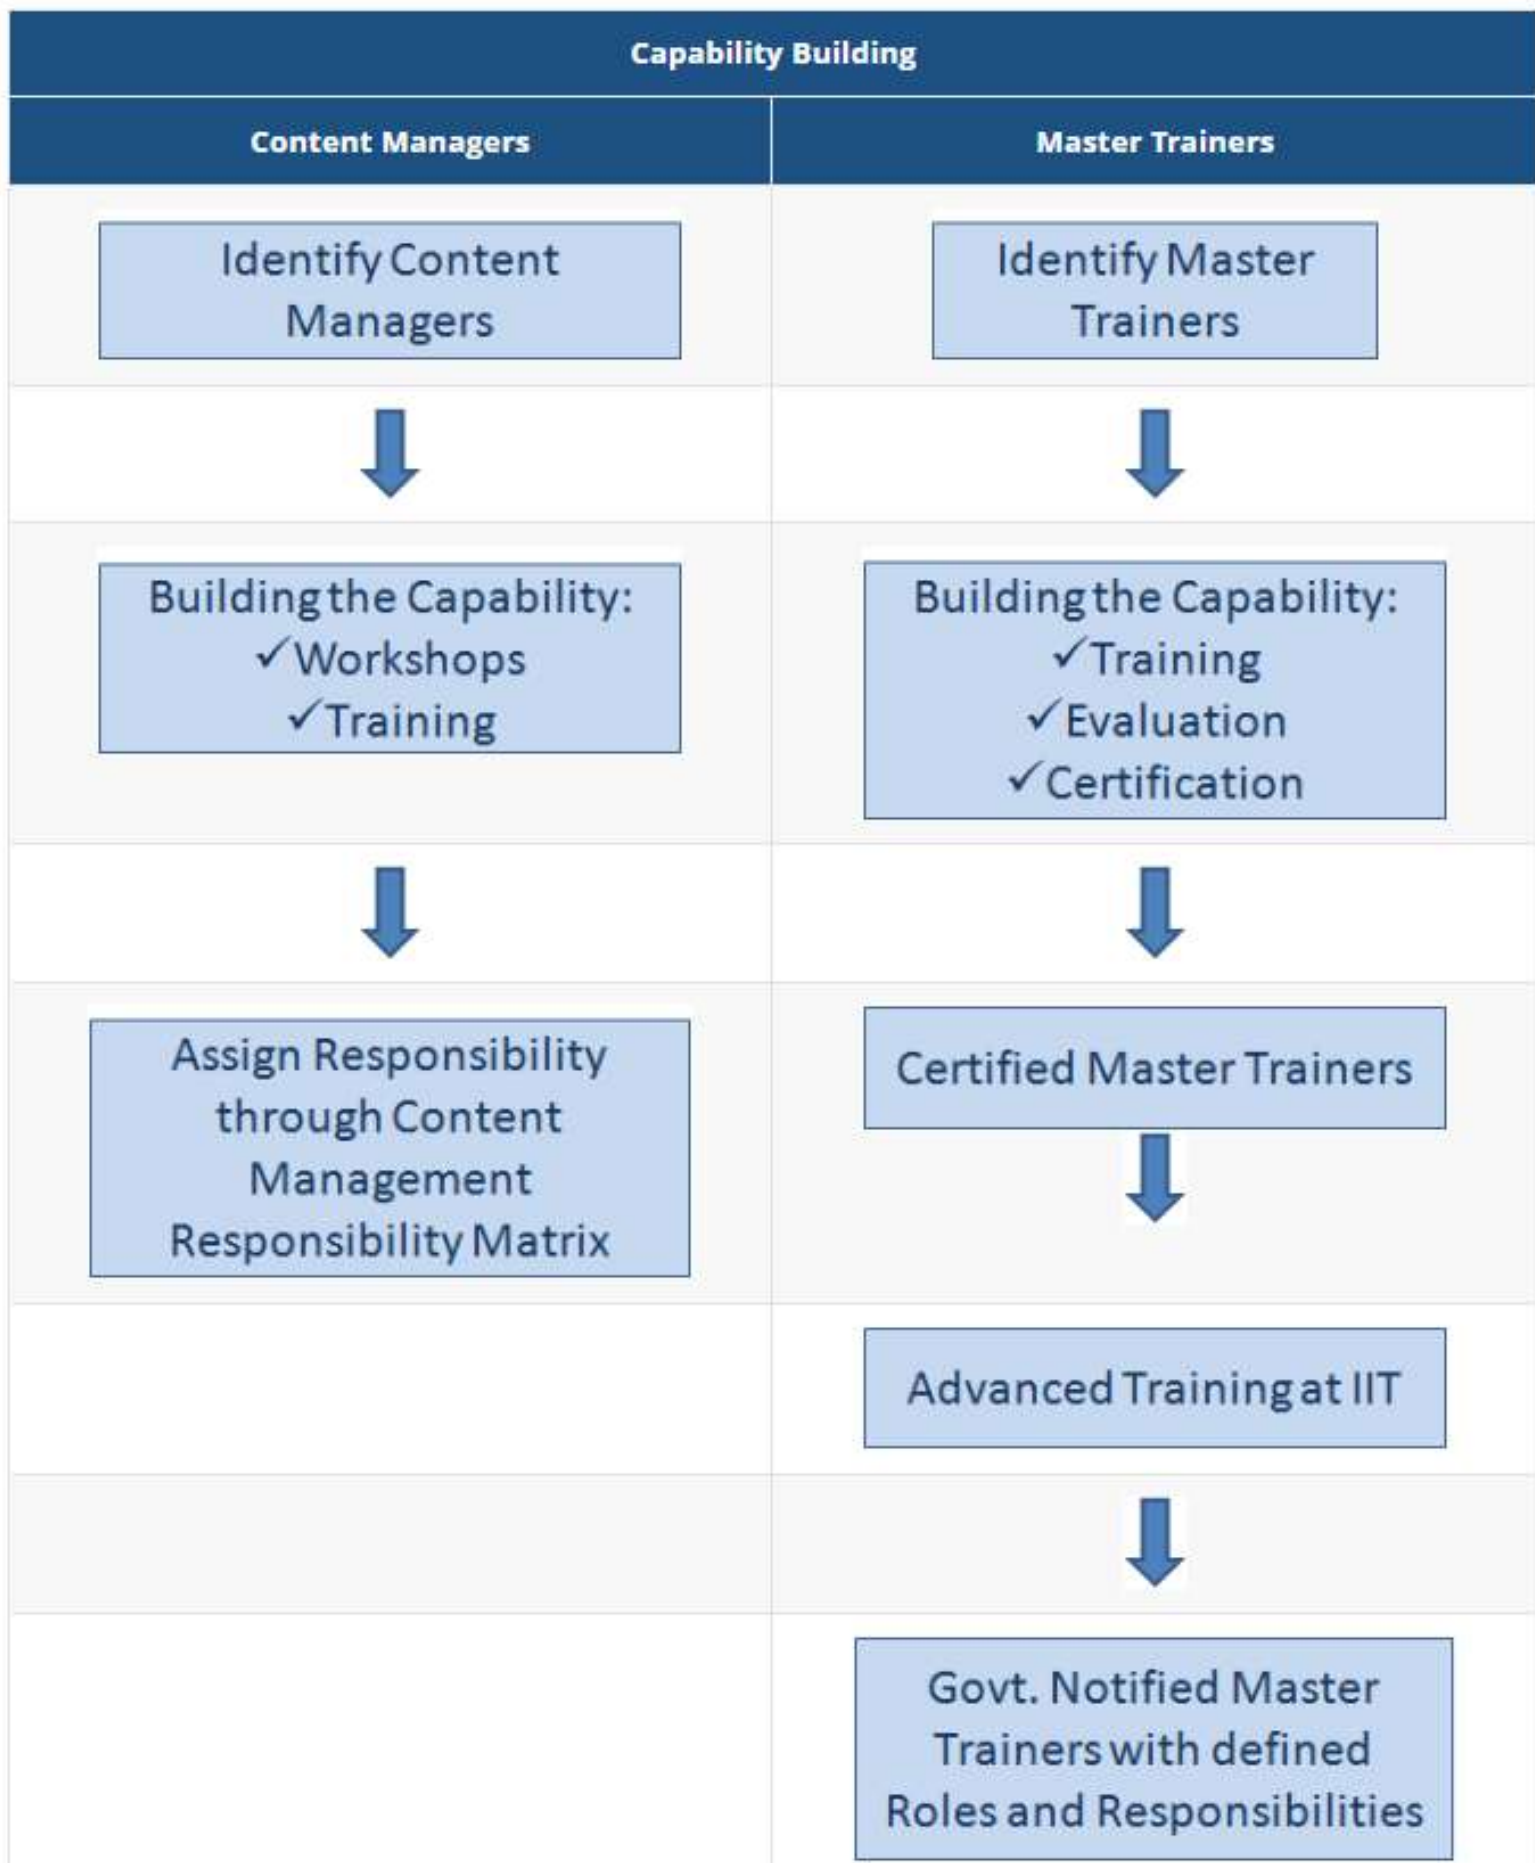 Capability Building
Content Managers
Master Trainers
Identify Content
Managers
Identify Master
Trainers
Building the Capability:
✓Workshops
✓Training
Building the Capability:
✓Training
✓Evaluation
✓Certification
Assign Responsibility
through Content
Management
Responsibility Matrix
Certified Master Trainers
Advanced Training at IIT
Govt. Notified Master
Trainers with defined
Roles and Responsibilities